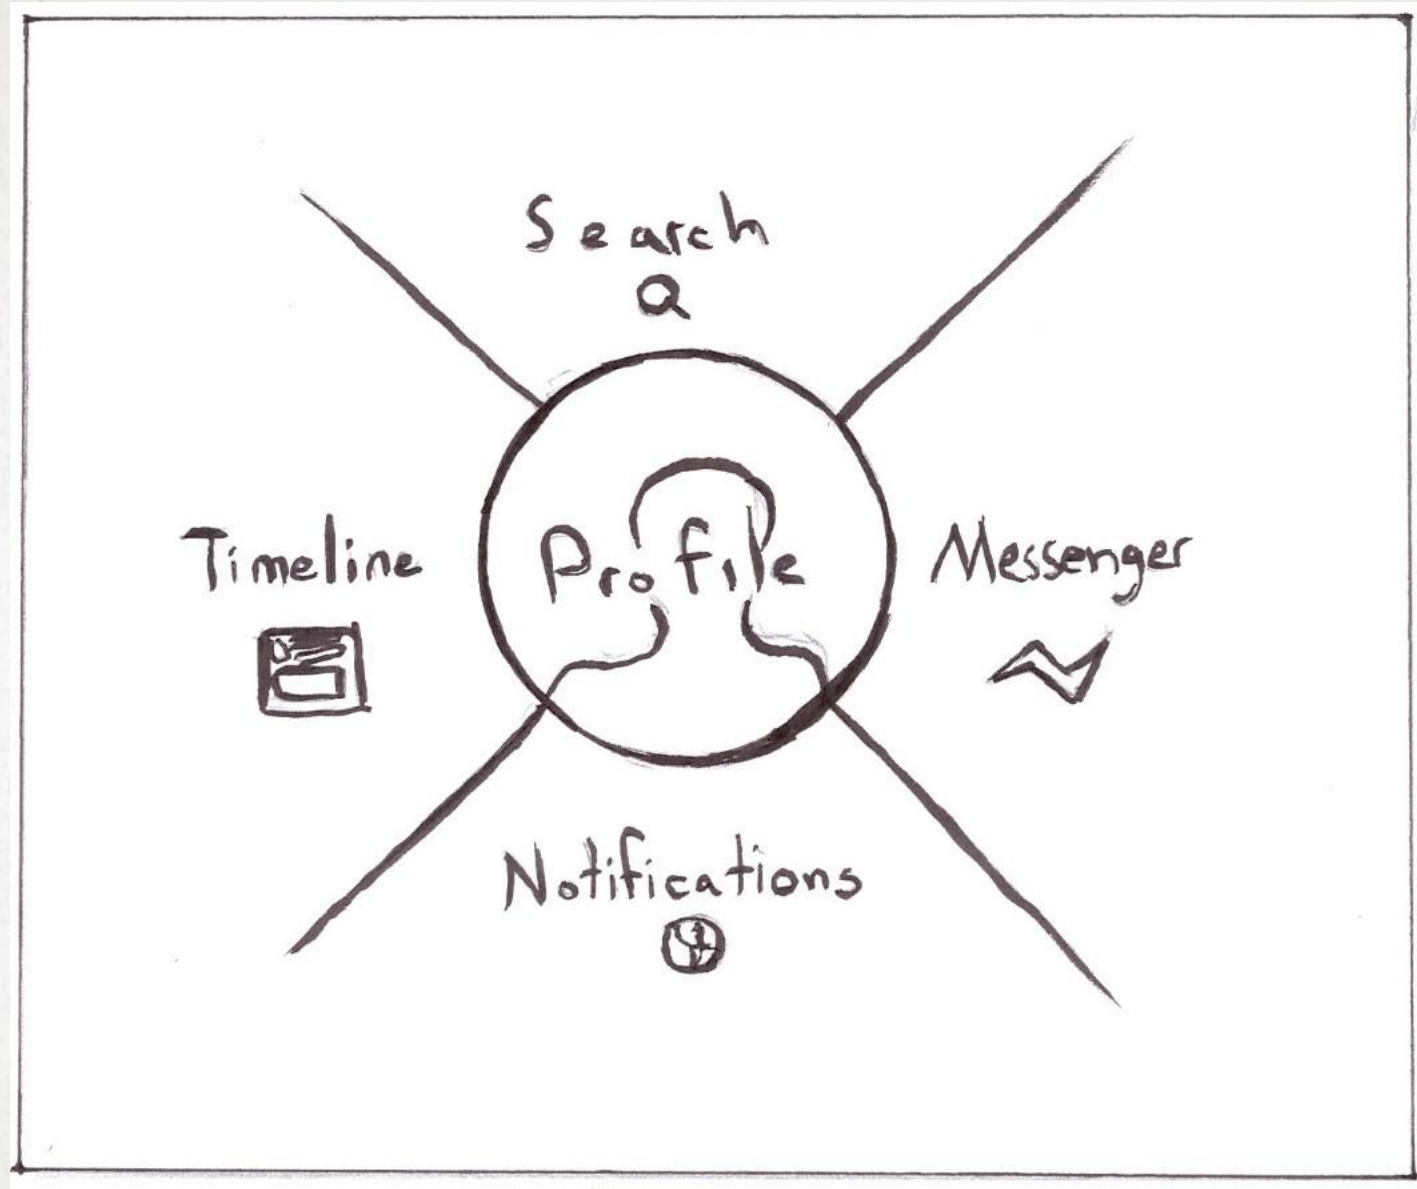 Search
Timeline
Profile
Messenger
Notifications